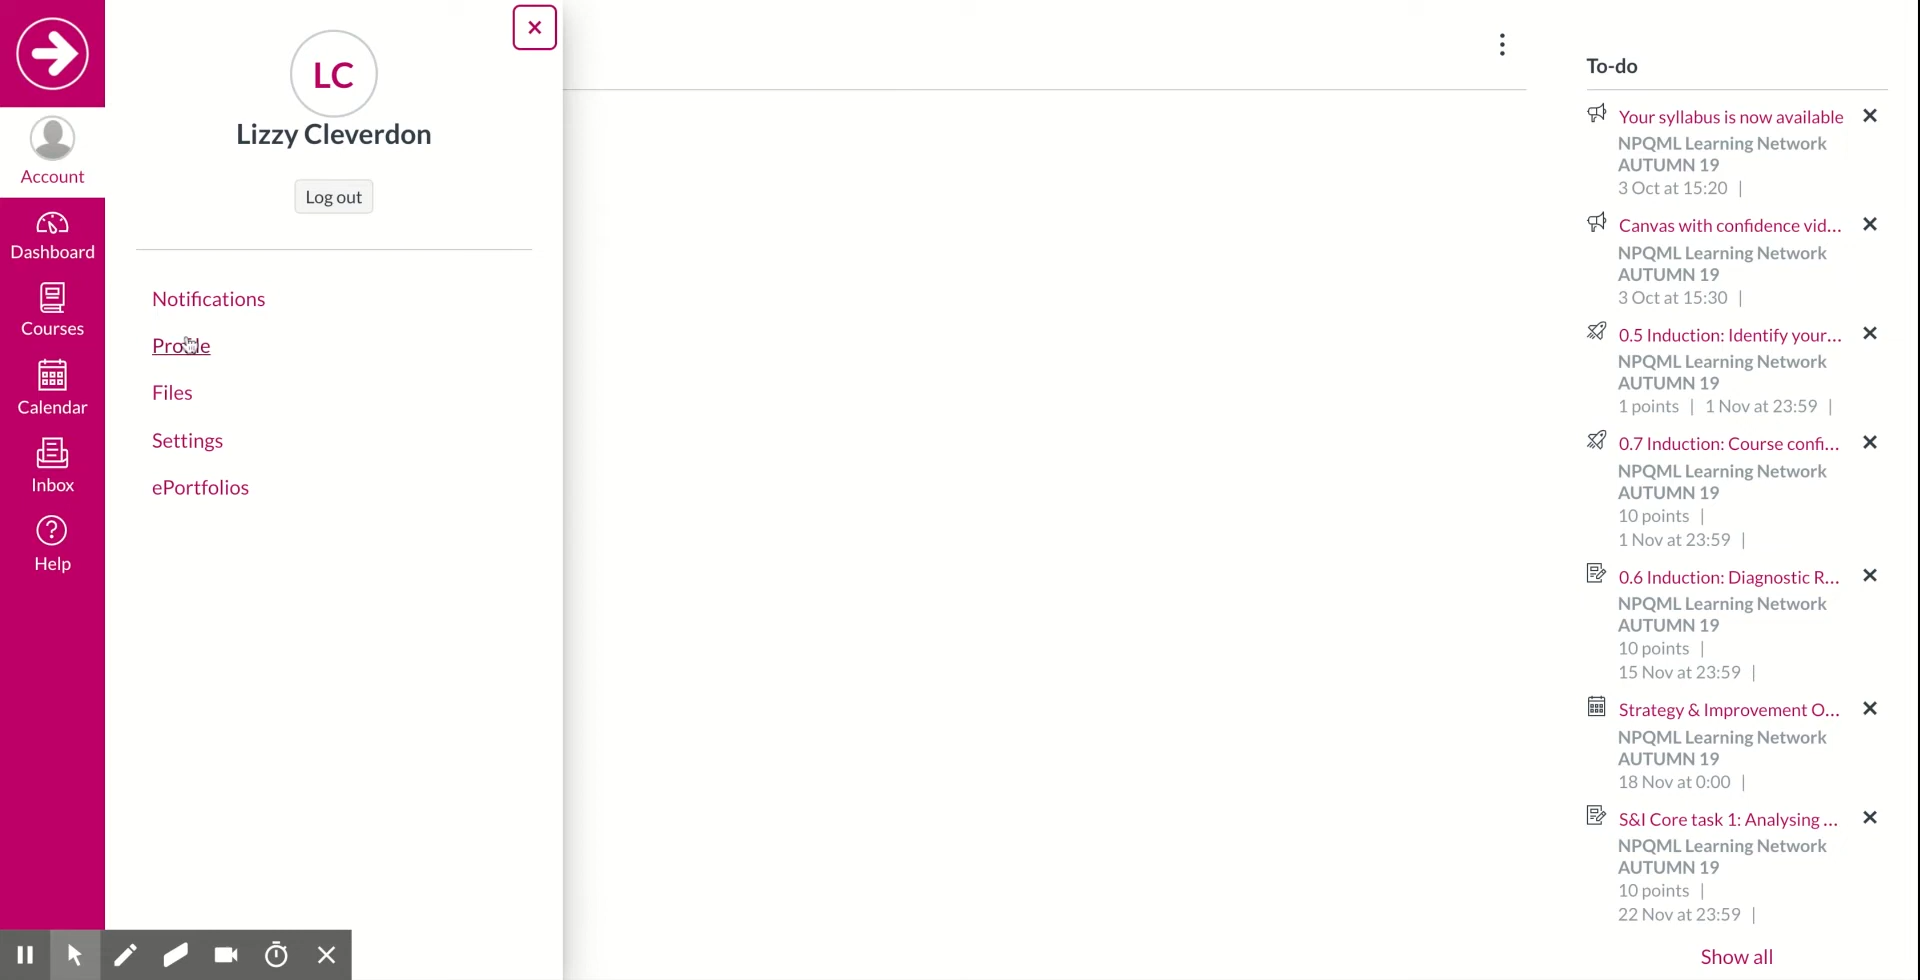 LC
Lizzy Cleverdon
Log out
Account
Dashboard
Courses
Calendar
Inbox
Help
Notifications
Profile
Files
Settings
ePortfolios
To-do
Your syllabus is now available
NPQML Learning Network
AUTUMN 19
3 Oct at 15:20 |
Canvas with confidence vid...
NPQML Learning Network
AUTUMN 19
3 Oct at 15:30 |
0.5 Induction: Identify your...
NPQML Learning Network
AUTUMN 19
1 points | 1 Nov at 23:59 |
0.7 Induction: Course confi...
NPQML Learning Network
AUTUMN 19
10 points |
1 Nov at 23:59 |
0.6 Induction: Diagnostic R...
NPQML Learning Network
AUTUMN 19
10 points |
15 Nov at 23:59 |
Strategy & Improvement O...
NPQML Learning Network
AUTUMN 19
18 Nov at 0:00 |
S&I Core task 1: Analysing ...
NPQML Learning Network
AUTUMN 19
10 points |
22 Nov at 23:59 |
Show all